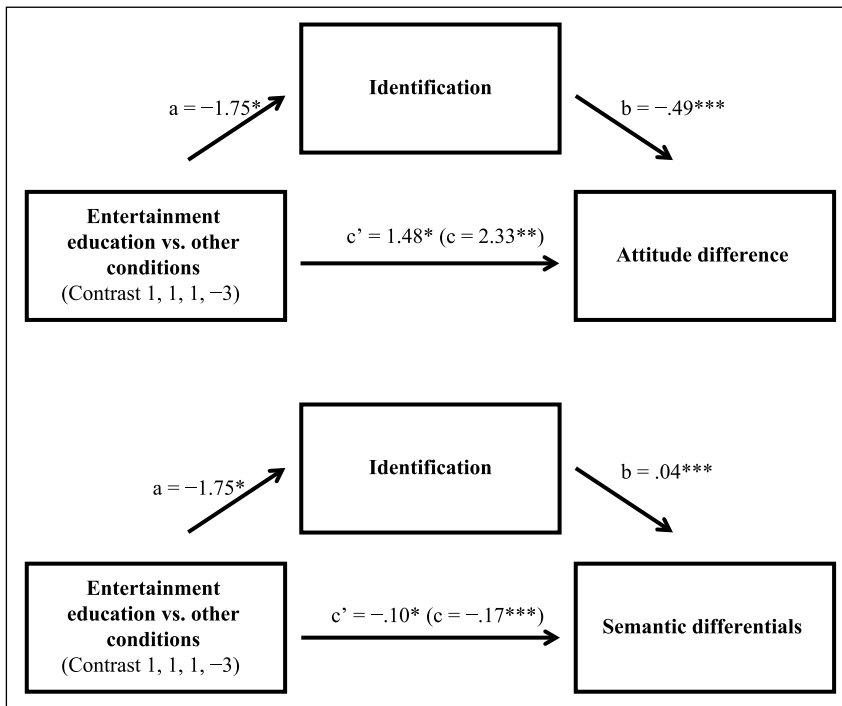 Identification
a = −1.75*
b = −.49***
Entertainment
education vs. other
conditions
(Contrast 1, 1, 1, −3)
c’ = 1.48* (c = 2.33**)
Attitude difference
Identification
a = −1.75*
b = .04***
Entertainment
education vs. other
conditions
(Contrast 1, 1, 1, −3)
c’ = −.10* (c = −.17***)
Semantic differentials